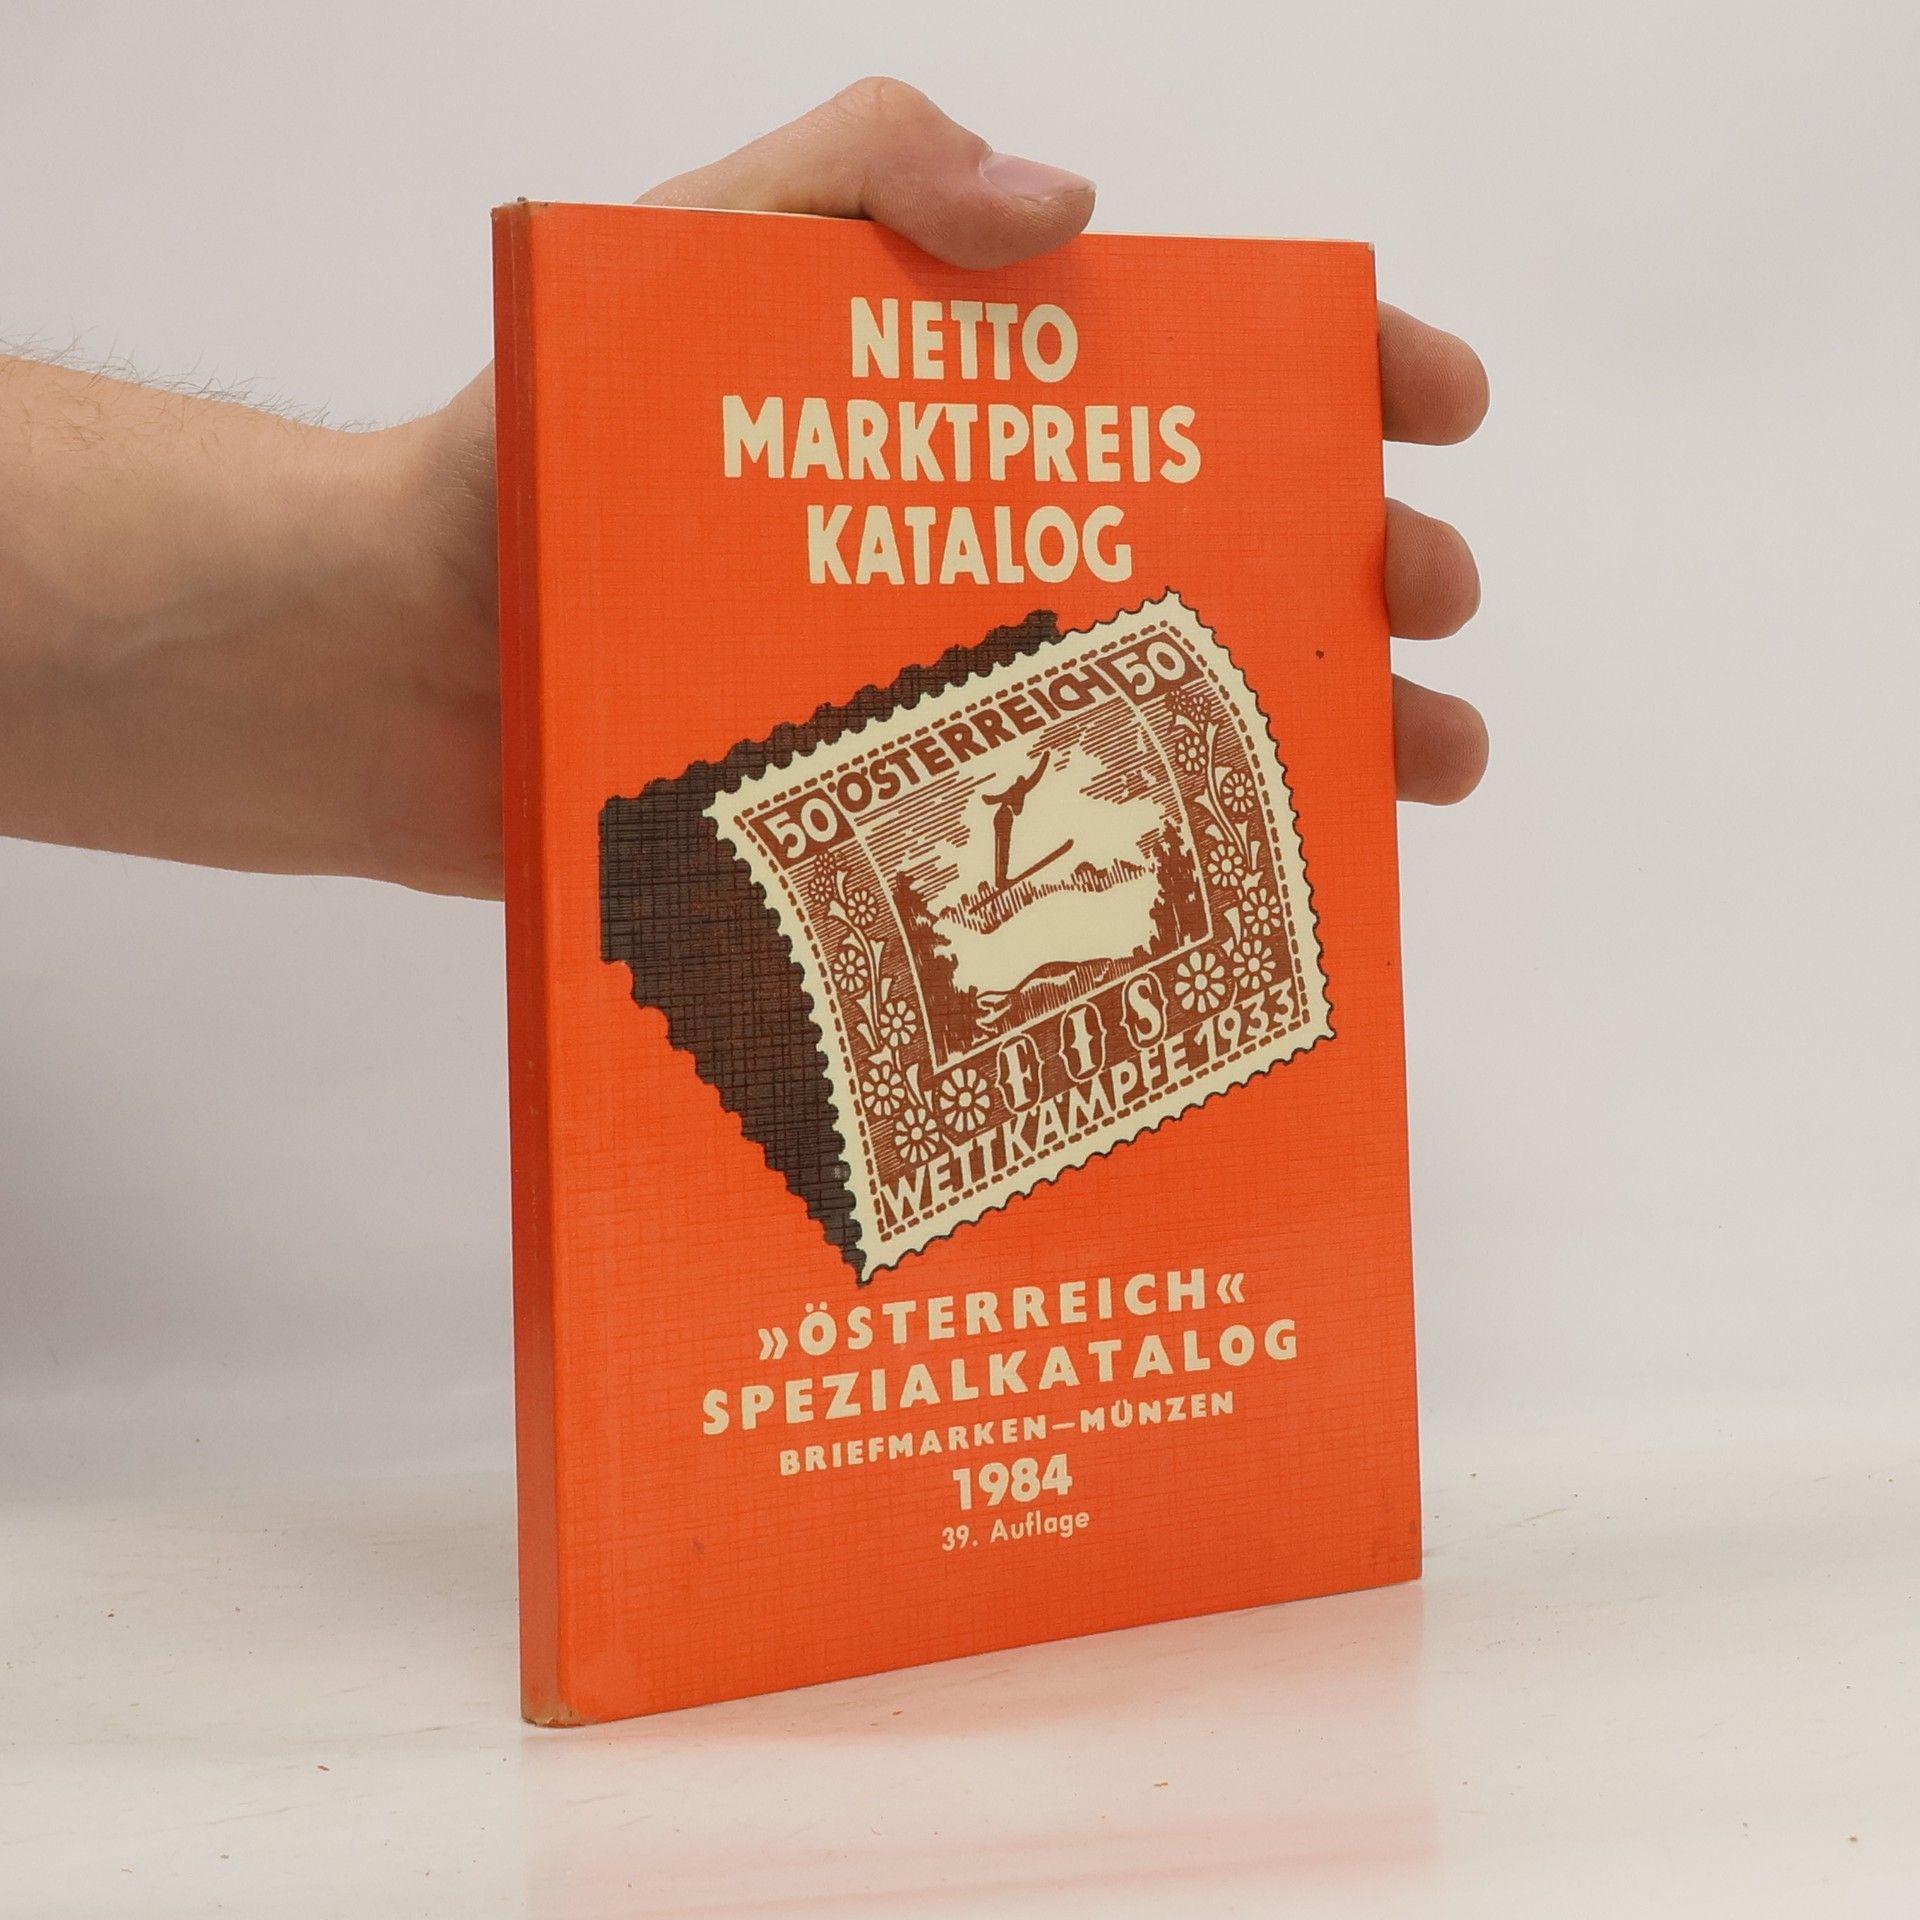 NETTO
MARKTPREIS
KATALOG
50 ÖSTERREICH 50
FIS
WETTKÄMPFE 1933
»ÖSTERREICH«
SPEZIALKATALOG
BRIEFMARKEN–MÜNZEN
1984
39. Auflage